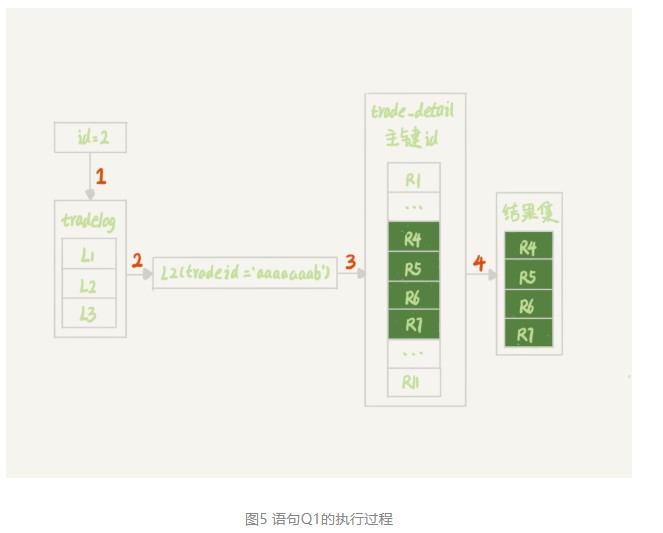 id=2
1
tradelog
L1
L2
L3
2
L2(tradeid='aaaaaaab')
3
trade_detail
主键id
R1
...
R4
R5
R6
R7
...
R11
4
结果集
R4
R5
R6
R7
图5 语句Q1的执行过程